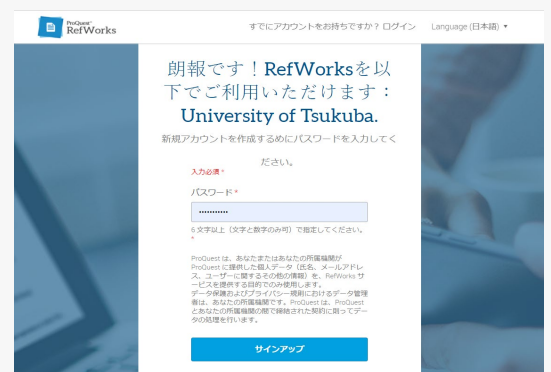 ProQuest
RefWorks
すでにアカウントをお持ちですか？ ログイン
Language (日本語) ▾
朗報です！RefWorksを以
下でご利用いただけます：
University of Tsukuba.
新規アカウントを作成するめにパスワードを入力してく
ださい。
入力必須 *
パスワード *
•••••••••••
6 文字以上（文字と数字のみ可）で指定してください。
*
ProQuest は、あなたまたはあなたの所属機関が
ProQuest に提供した個人データ（氏名、メールアドレ
ス、ユーザーに関するその他の情報）を、RefWorks サ
ービスを提供する目的でのみ使用します。
データ保護およびプライバシー規則におけるデータ管理
者は、あなたの所属機関です。ProQuest は、ProQuest
とあなたの所属機関の間で締結された契約に則ってデー
タの処理を行います。
サインアップ